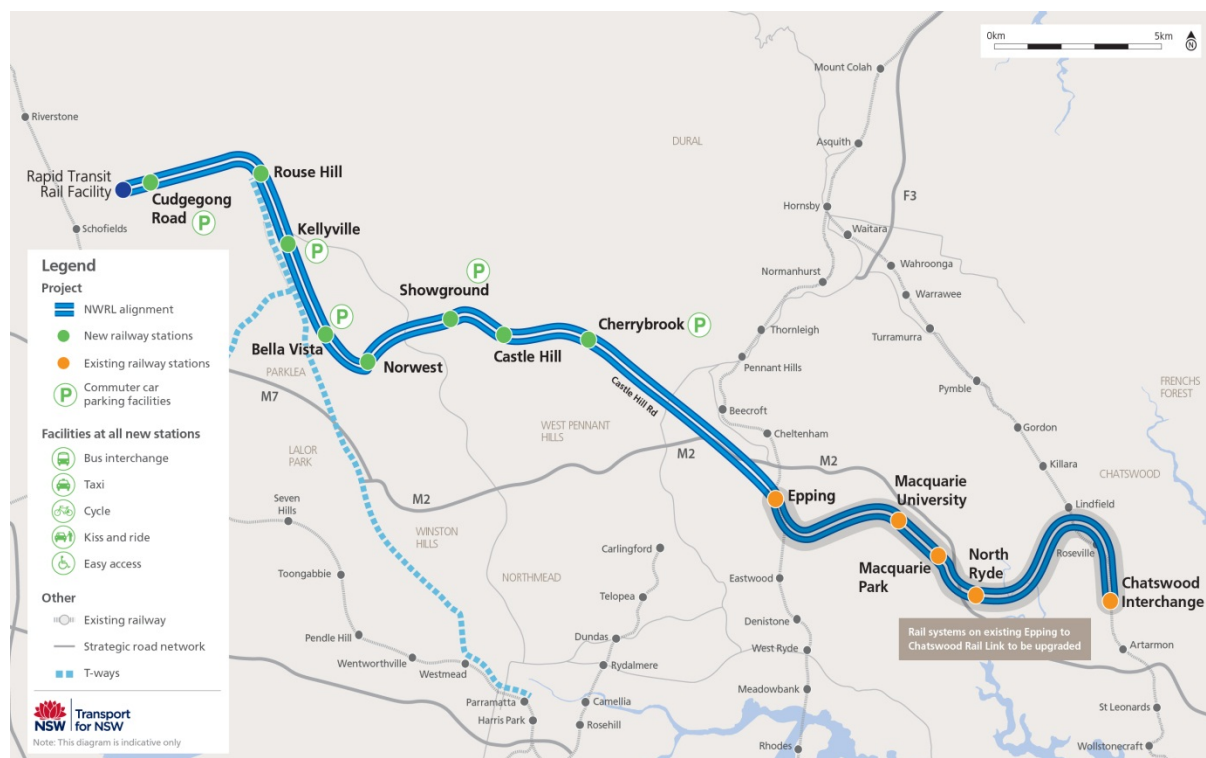 0km
5km
N
Mount Colah
Riverstone
DURAL
Asquith
Rapid Transit
Rail Facility
Rouse Hill
Cudgegong
Road
P
F3
Hornsby
Waitara
Schofields
Kellyville
P
Wahroonga
Normanhurst
Warrawee
Showground
P
Thornleigh
Turramurra
Bella Vista
P
Norwest
Castle Hill
Cherrybrook
P
Pennant Hills
PARKLEA
M7
Castle Hill Rd
Pymble
FRENCHS
FOREST
Beecroft
WEST PENNANT
HILLS
Cheltenham
Gordon
LALOR
PARK
M2
M2
Killara
CHATSWOOD
M2
Epping
Macquarie
University
Lindfield
Seven
Hills
WINSTON
HILLS
Carlingford
Macquarie
Park
North
Ryde
Roseville
Toongabbie
NORTHMEAD
Eastwood
Chatswood
Interchange
Telopea
Pendle Hill
Dundas
Denistone
West Ryde
Rail systems on existing Epping to
Chatswood Rail Link to be upgraded
Artarmon
Wentworthville
Westmead
Rydalmere
Meadowbank
Parramatta
Camellia
St Leonards
Harris Park
Rosehill
Rhodes
Wollstonecraft
Legend
Project
NWRL alignment
New railway stations
Existing railway stations
P
Commuter car
parking facilities
Facilities at all new stations
Bus interchange
Taxi
Cycle
Kiss and ride
Easy access
Other
Existing railway
Strategic road network
T-ways
NSW
GOVERNMENT
Transport
for NSW
Note: This diagram is indicative only